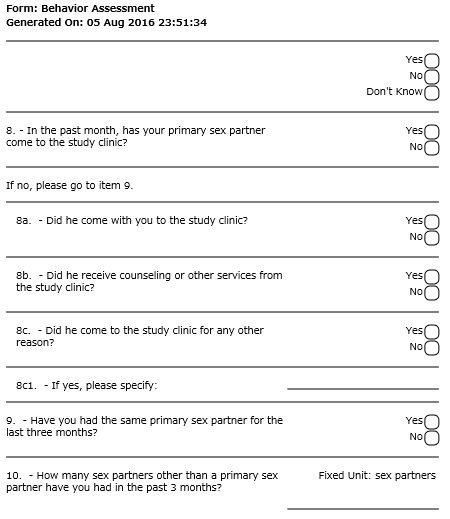 Form: Behavior Assessment
Generated On: 05 Aug 2016 23:51:34
Yes
No
Don't Know
8. - In the past month, has your primary sex partner
come to the study clinic?
Yes
No
If no, please go to item 9.
8a. - Did he come with you to the study clinic?
Yes
No
8b. - Did he receive counseling or other services from
the study clinic?
Yes
No
8c. - Did he come to the study clinic for any other
reason?
Yes
No
8c1. - If yes, please specify:
9. - Have you had the same primary sex partner for the
last three months?
Yes
No
10. - How many sex partners other than a primary sex
partner have you had in the past 3 months?
Fixed Unit: sex partners